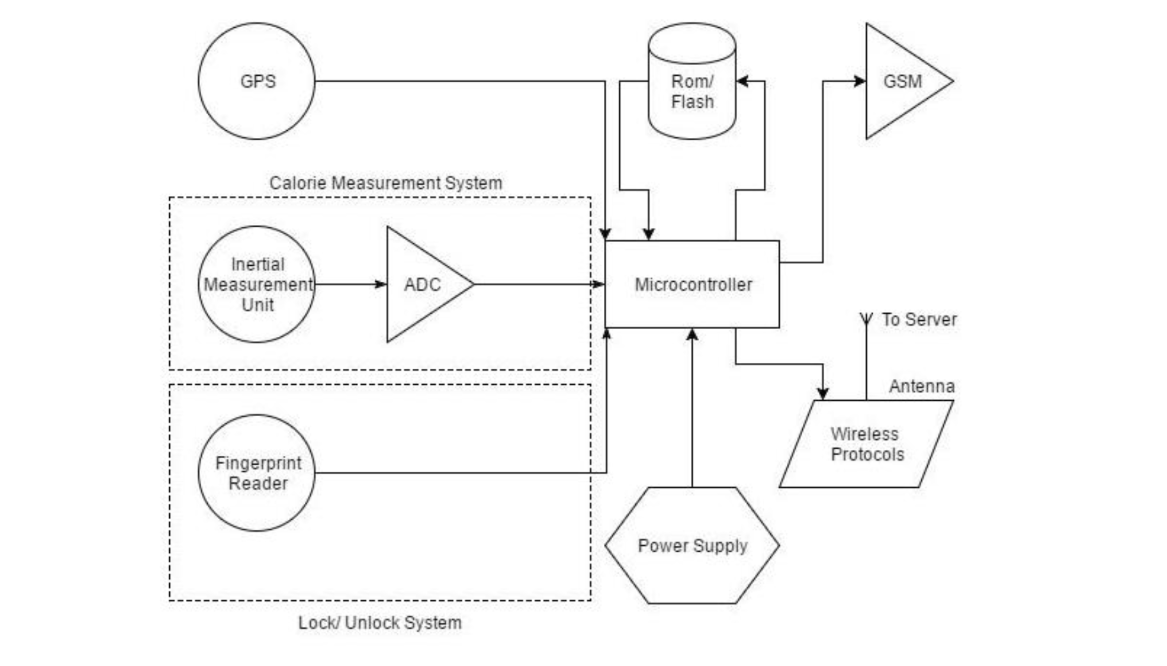 GPS
Rom/
Flash
GSM
Calorie Measurement System
Inertial
Measurement
Unit
ADC
Microcontroller
To Server
Antenna
Wireless
Protocols
Fingerprint
Reader
Power Supply
Lock/ Unlock System